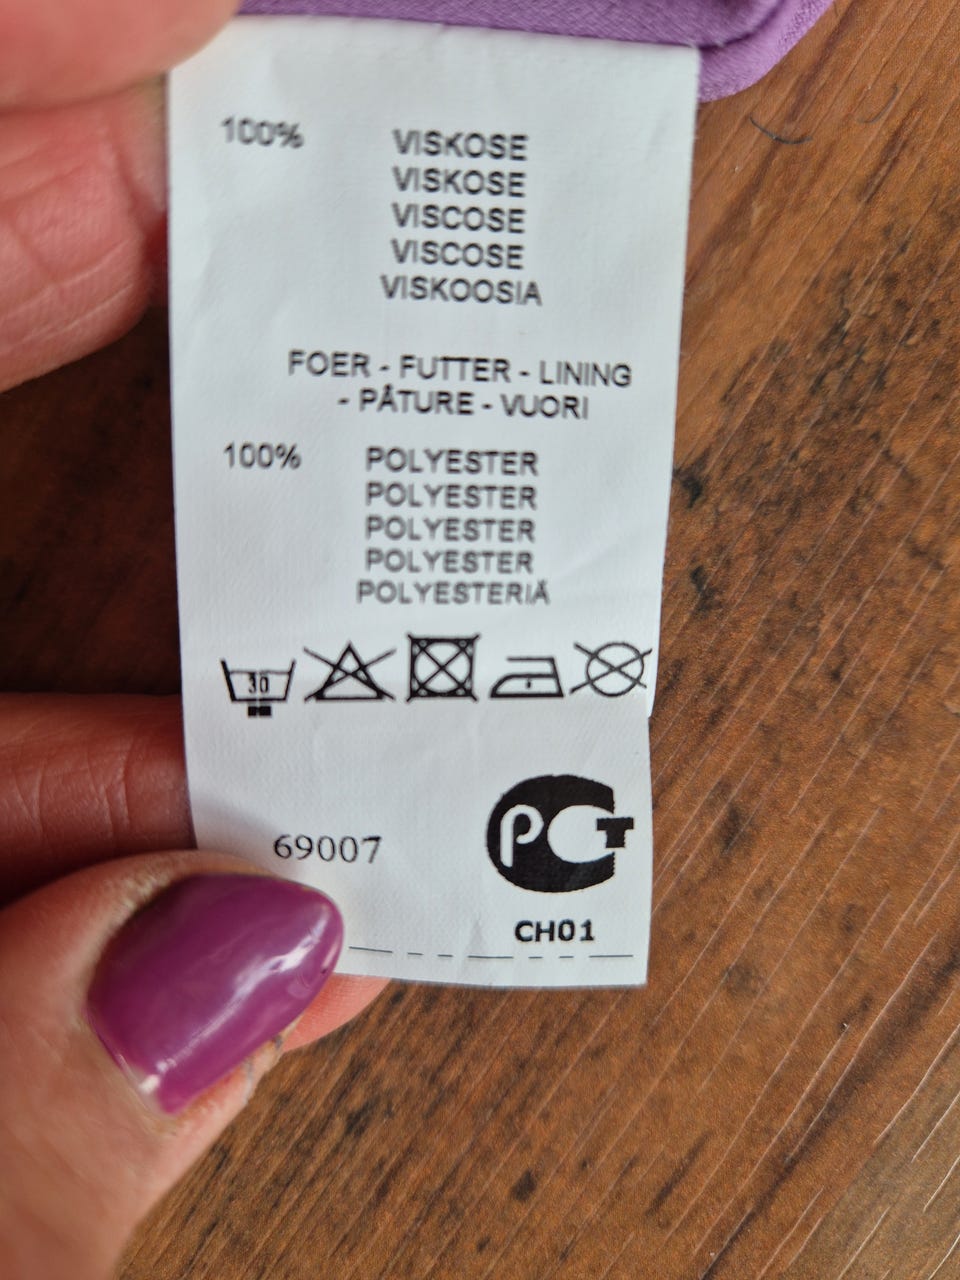 100% VISKOSE
VISKOSE
VISCOSE
VISCOSE
VISKOOSIA
FOER - FUTTER - LINING
- PÅTURE - VUORI
100% POLYESTER
POLYESTER
POLYESTER
POLYESTER
POLYESTERIÄ
30
69007
РСТ
CH01